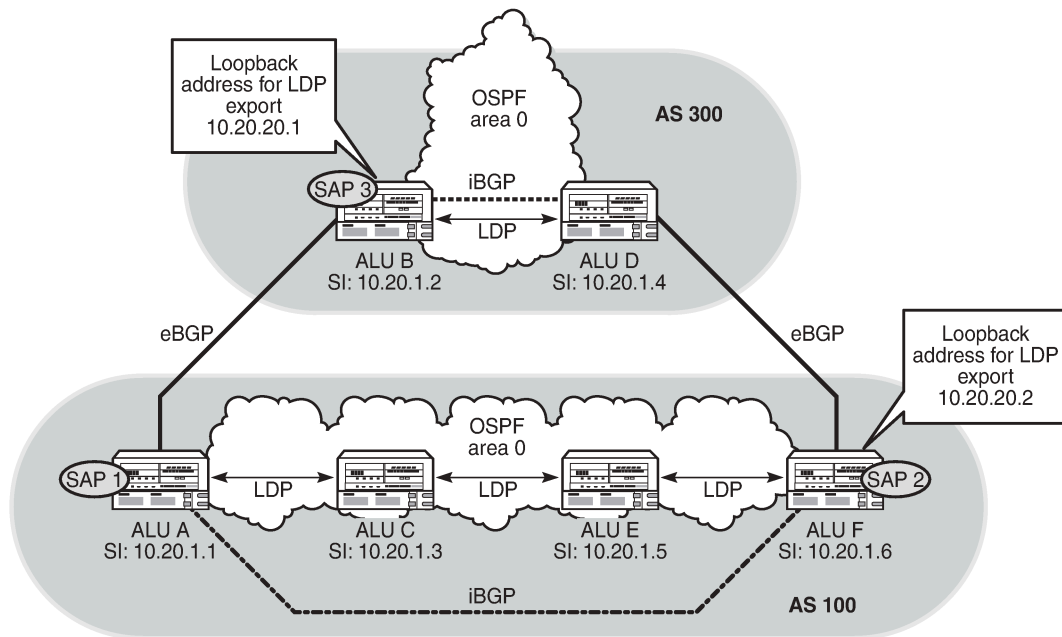 Loopback
address for LDP
export
10.20.20.1
OSPF
area 0
AS 300
SAP 3
iBGP
LDP
ALU B
SI: 10.20.1.2
ALU D
SI: 10.20.1.4
eBGP
eBGP
Loopback
address for LDP
export
10.20.20.2
OSPF
area 0
SAP 1
LDP
LDP
LDP
SAP 2
ALU A
SI: 10.20.1.1
ALU C
SI: 10.20.1.3
ALU E
SI: 10.20.1.5
ALU F
SI: 10.20.1.6
iBGP
AS 100